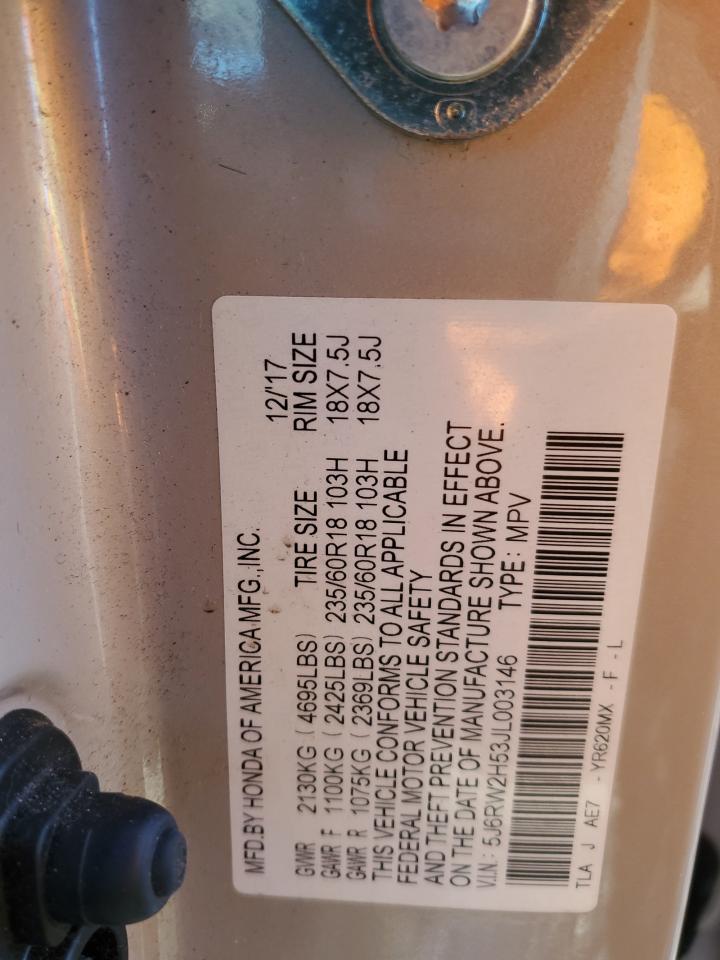 MFD.BY HONDA OF AMERICA MFG.,INC. 12/'17
GVWR 2130KG ( 4695LBS) TIRE SIZE RIM SIZE
GAWR F 1100KG ( 2425LBS) 235/60R18 103H 18X7.5J
GAWR R 1075KG ( 2369LBS) 235/60R18 103H 18X7.5J
THIS VEHICLE CONFORMS TO ALL APPLICABLE
FEDERAL MOTOR VEHICLE SAFETY
AND THEFT PREVENTION STANDARDS IN EFFECT
ON THE DATE OF MANUFACTURE SHOWN ABOVE.
V.I.N.: 5J6RW2H53JL003146 TYPE: MPV
TLA J AE7 - YR620MX - F - L